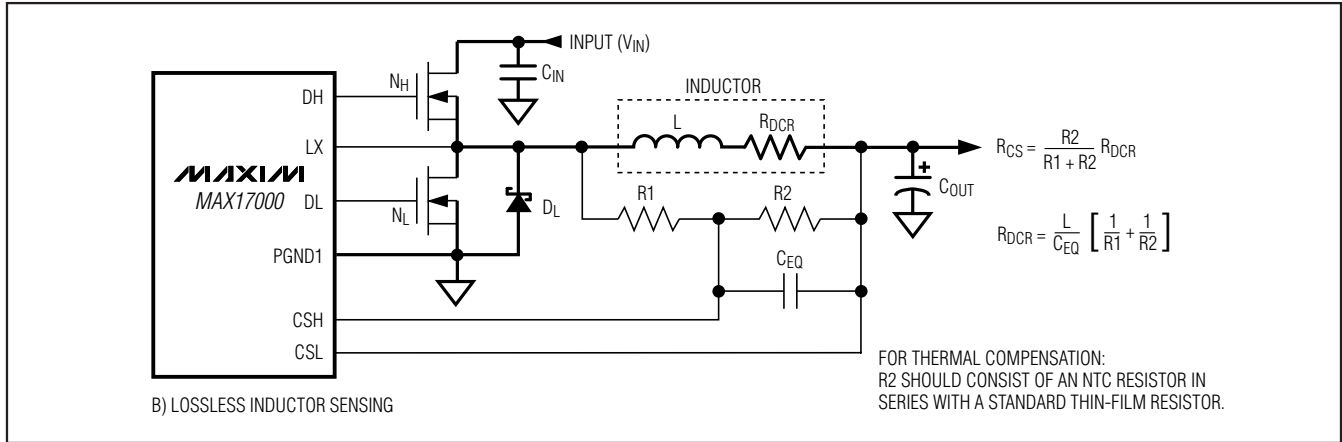 INPUT (VIN)
CIN
NH
DH
INDUCTOR
L
RDCR
LX
MAXIM
MAX17000
DL
NL
DL
R1
R2
COUT
+
RCS = R2 / R1 + R2 RDCR
RDCR = L / CEQ [ 1 / R1 + 1 / R2 ]
PGND1
CEQ
CSH
CSL
FOR THERMAL COMPENSATION:
R2 SHOULD CONSIST OF AN NTC RESISTOR IN
SERIES WITH A STANDARD THIN-FILM RESISTOR.
B) LOSSLESS INDUCTOR SENSING